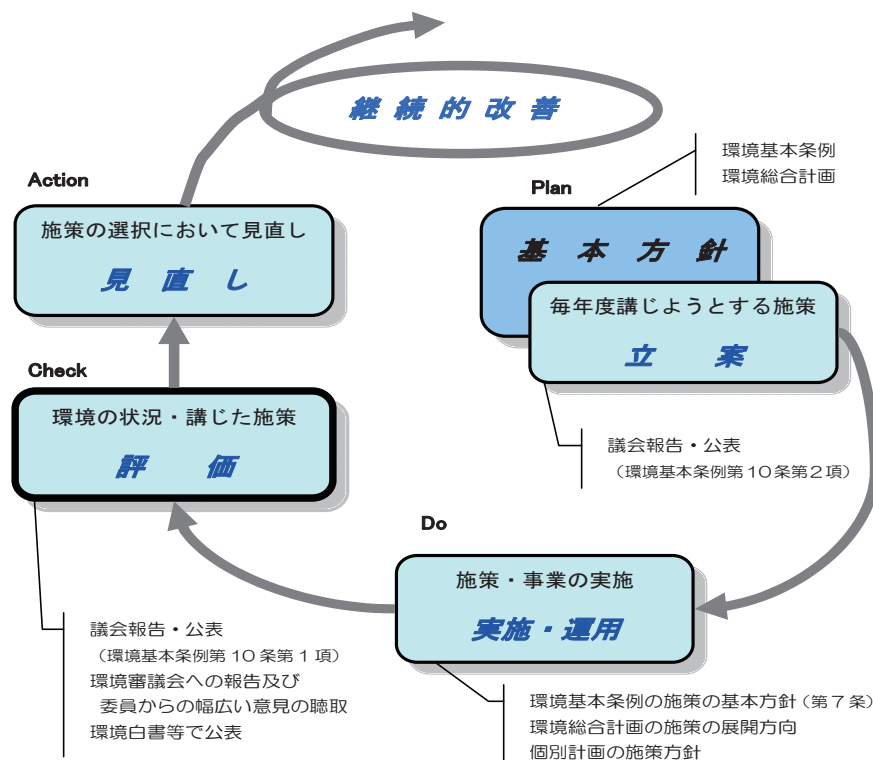 継続的改善
Plan
環境基本条例
環境総合計画
基本方針
毎年度講じようとする施策
立案
議会報告・公表
（環境基本条例第10条第2項）
Do
施策・事業の実施
実施・運用
環境基本条例の施策の基本方針（第7条）
環境総合計画の施策の展開方向
個別計画の施策方針
Check
環境の状況・講じた施策
評価
議会報告・公表
（環境基本条例第10条第1項）
環境審議会への報告及び
委員からの幅広い意見の聴取
環境白書等で公表
Action
施策の選択において見直し
見直し